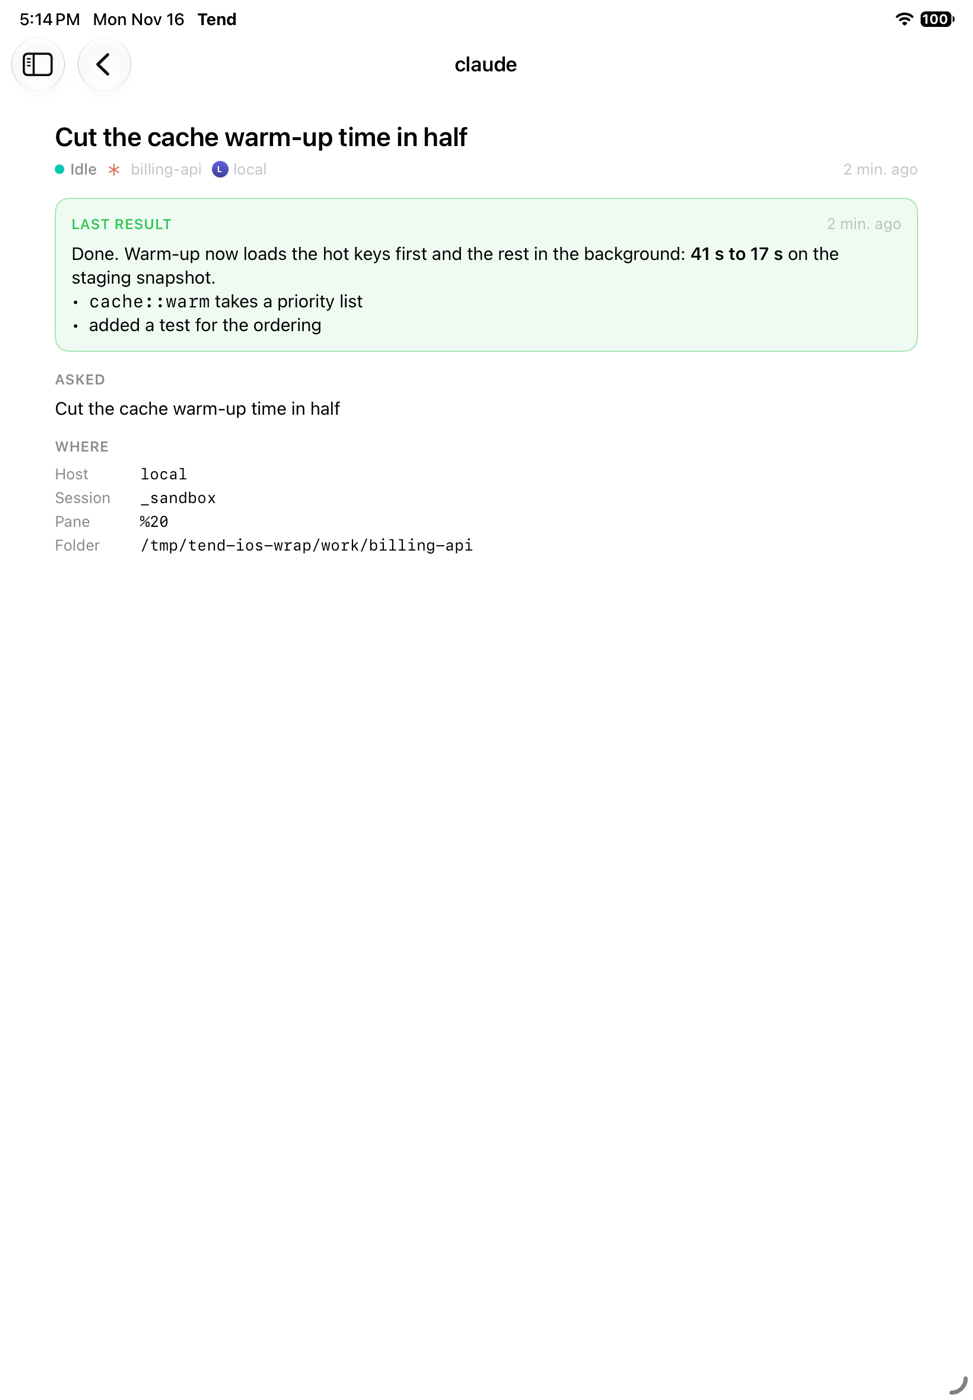 5:14 PM Mon Nov 16 Tend 100
claude
Cut the cache warm-up time in half
Idle billing-api L local 2 min. ago
LAST RESULT 2 min. ago
Done. Warm-up now loads the hot keys first and the rest in the background: 41 s to 17 s on the
staging snapshot.
• cache::warm takes a priority list
• added a test for the ordering
ASKED
Cut the cache warm-up time in half
WHERE
Host local
Session _sandbox
Pane %20
Folder /tmp/tend-ios-wrap/work/billing-api